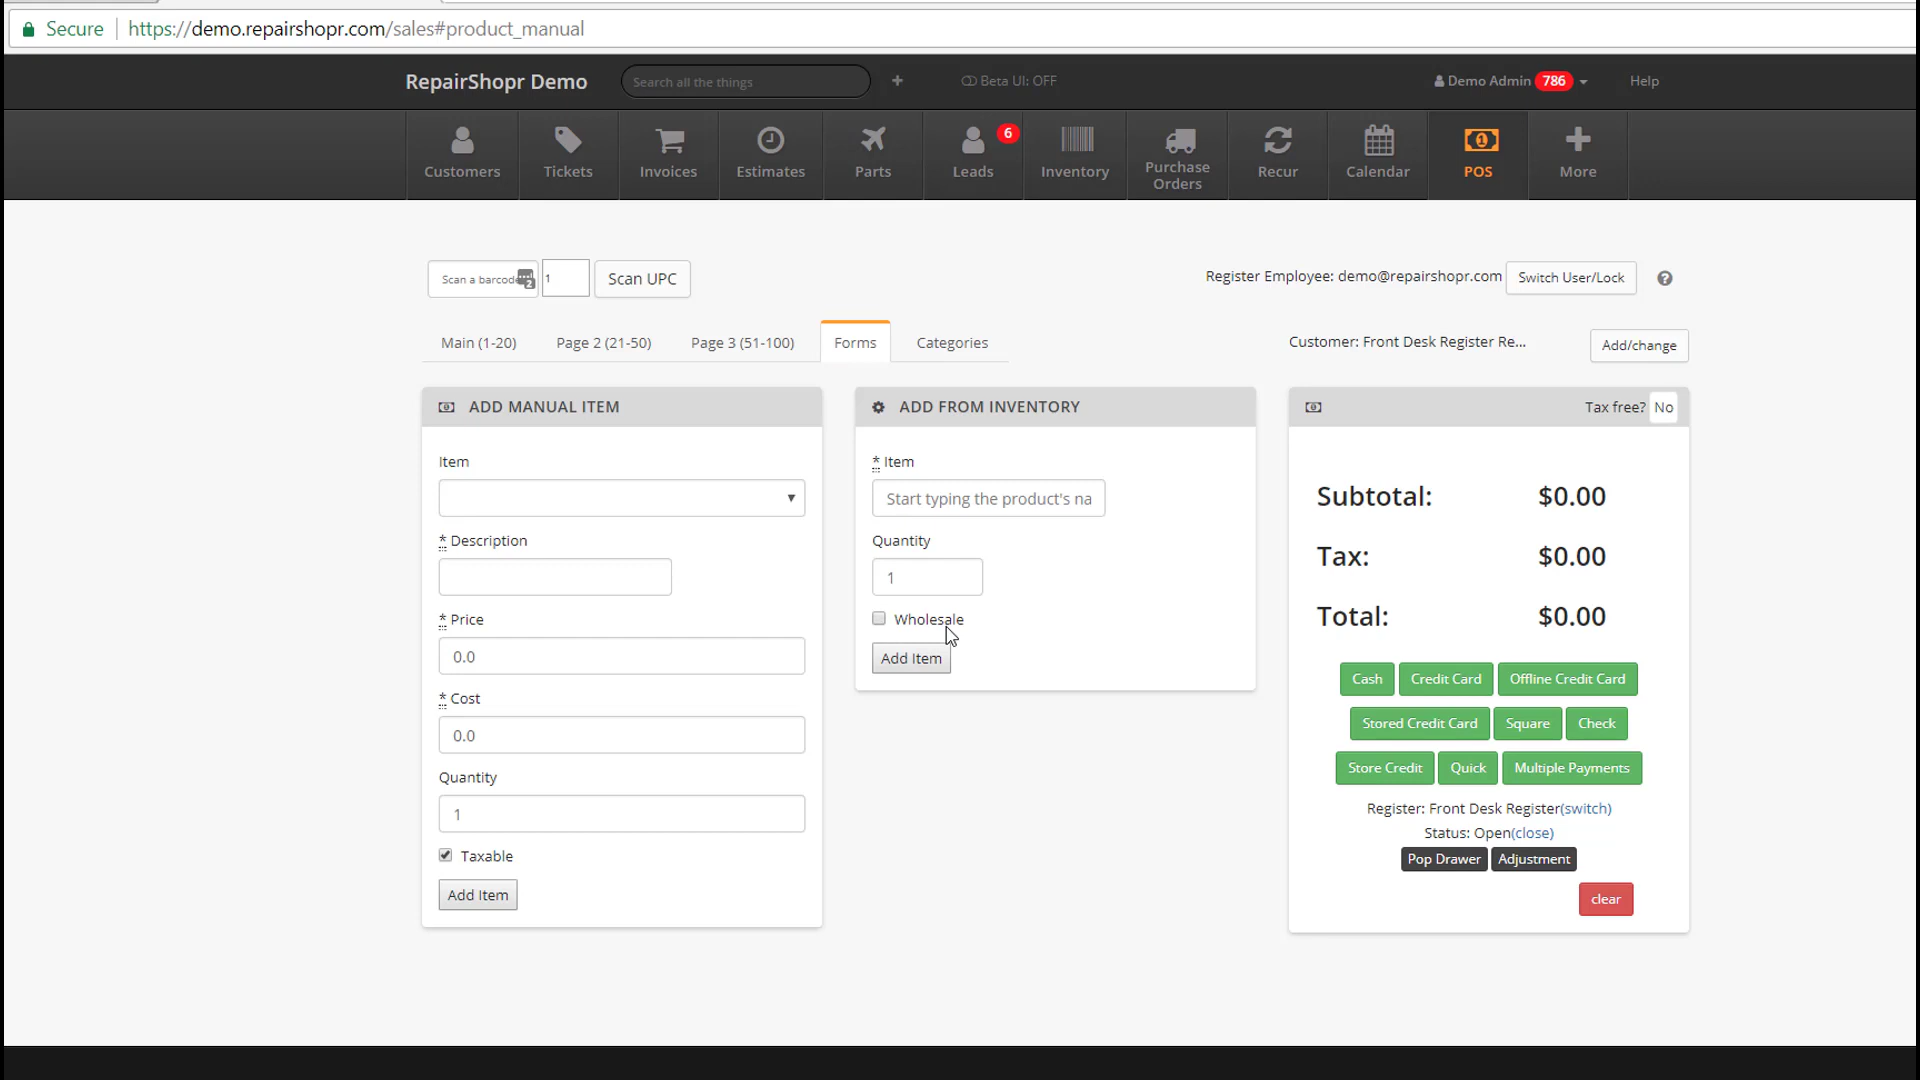 Secure
https://demo.repairshopr.com/sales#product_manual
RepairShopr Demo
Search all the things
Beta UI: OFF
Demo Admin 786
Help
Customers
Tickets
Invoices
Estimates
Parts
Leads 6
Inventory
Purchase
Orders
Recur
Calendar
POS
More
Scan a barcode
2
1
Scan UPC
Register Employee: demo@repairshopr.com
Switch User/Lock
Main (1-20)
Page 2 (21-50)
Page 3 (51-100)
Forms
Categories
Customer: Front Desk Register Re...
Add/change
ADD MANUAL ITEM
Item
* Description
* Price
0.0
* Cost
0.0
Quantity
1
Taxable
Add Item
ADD FROM INVENTORY
* Item
Start typing the product's na
Quantity
1
Wholesale
Add Item
Tax free? No
Subtotal: $0.00
Tax: $0.00
Total: $0.00
Cash
Credit Card
Offline Credit Card
Stored Credit Card
Square
Check
Store Credit
Quick
Multiple Payments
Register: Front Desk Register(switch)
Status: Open(close)
Pop Drawer
Adjustment
clear